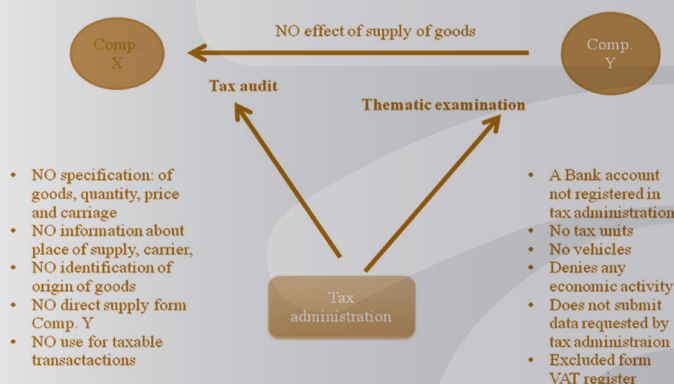 NO effect of supply of goods
Comp.
X
Comp.
Y
Tax audit
Thematic examination
• NO specification: of
goods, quantity, price
and carriage
• NO information about
place of supply, carrier,
• NO identification of
origin of goods
• NO direct supply form
Comp. Y
• NO use for taxable
transactactions
Tax
administration
• A Bank account
not registered in
tax administration
• No tax units
• No vehicles
• Denies any
economic activity
• Does not submit
data requested by
tax administraion
• Excluded form
VAT register